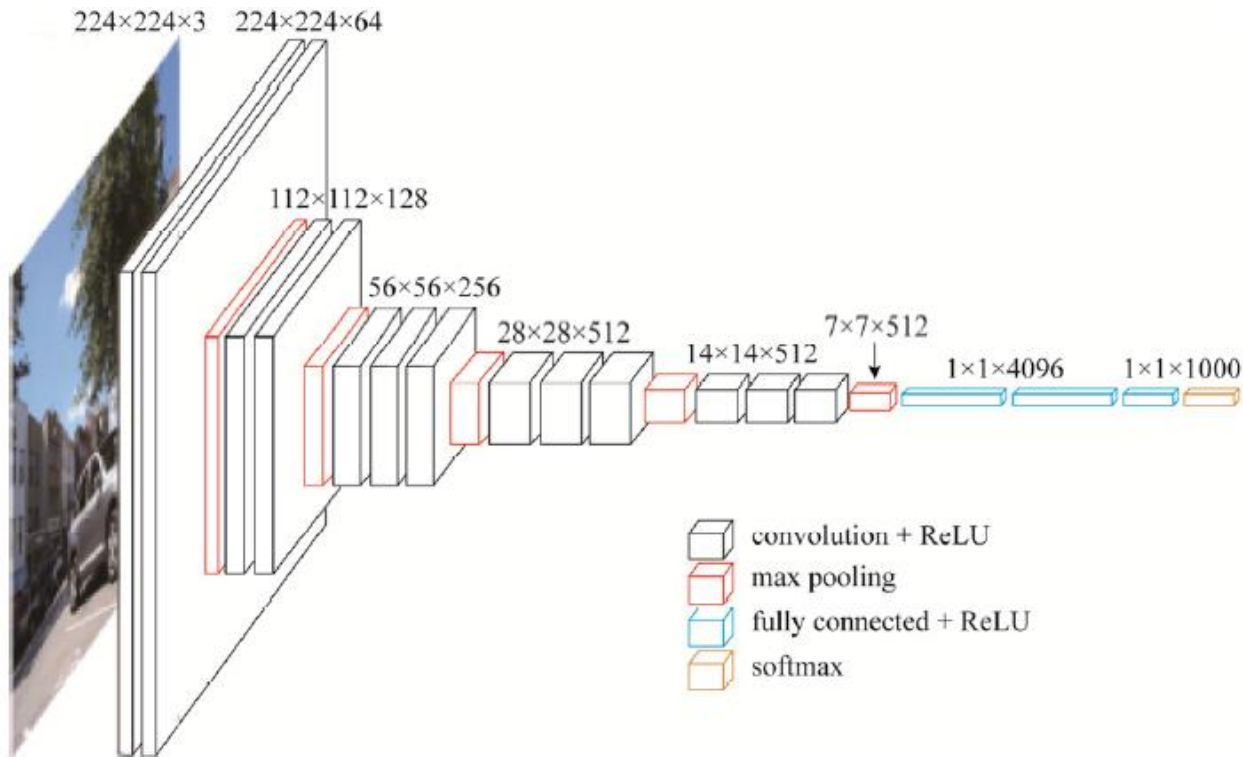 224×224×3
224×224×64
112×112×128
56×56×256
28×28×512
14×14×512
7×7×512
1×1×4096
1×1×1000
convolution + ReLU
max pooling
fully connected + ReLU
softmax